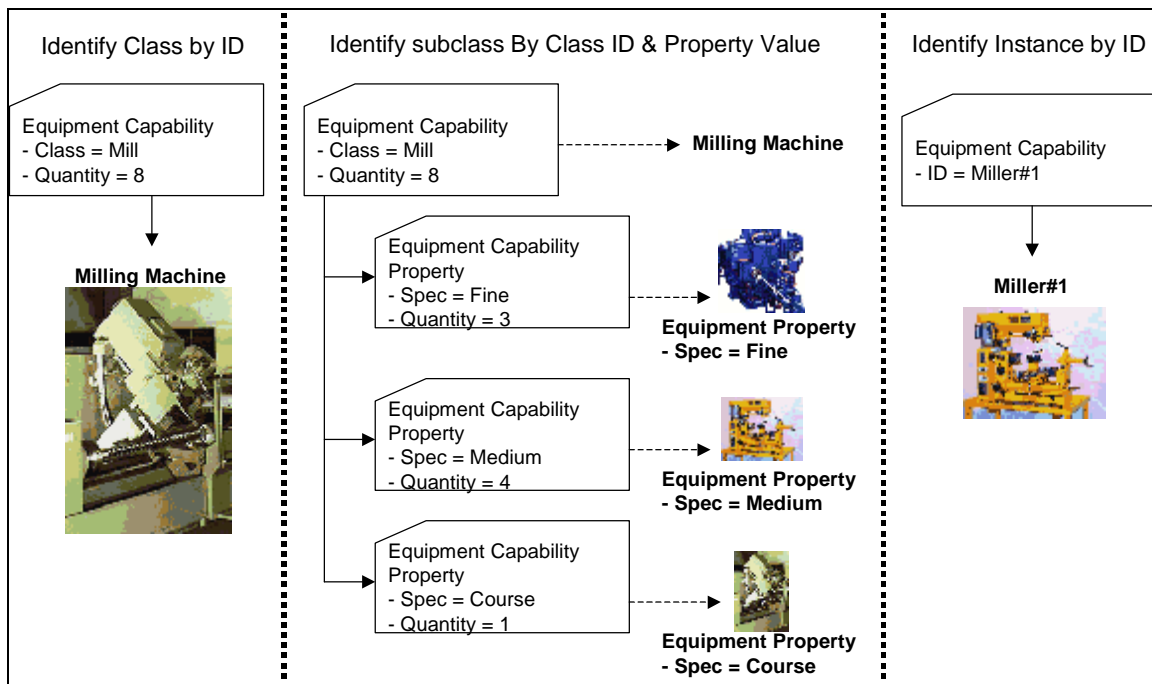 Identify Class by ID
Equipment Capability
- Class = Mill
- Quantity = 8
Milling Machine
Identify subclass By Class ID & Property Value
Equipment Capability
- Class = Mill
- Quantity = 8
Milling Machine
Equipment Capability
Property
- Spec = Fine
- Quantity = 3
Equipment Property
- Spec = Fine
Equipment Capability
Property
- Spec = Medium
- Quantity = 4
Equipment Property
- Spec = Medium
Equipment Capability
Property
- Spec = Course
- Quantity = 1
Equipment Property
- Spec = Course
Identify Instance by ID
Equipment Capability
- ID = Miller#1
Miller#1